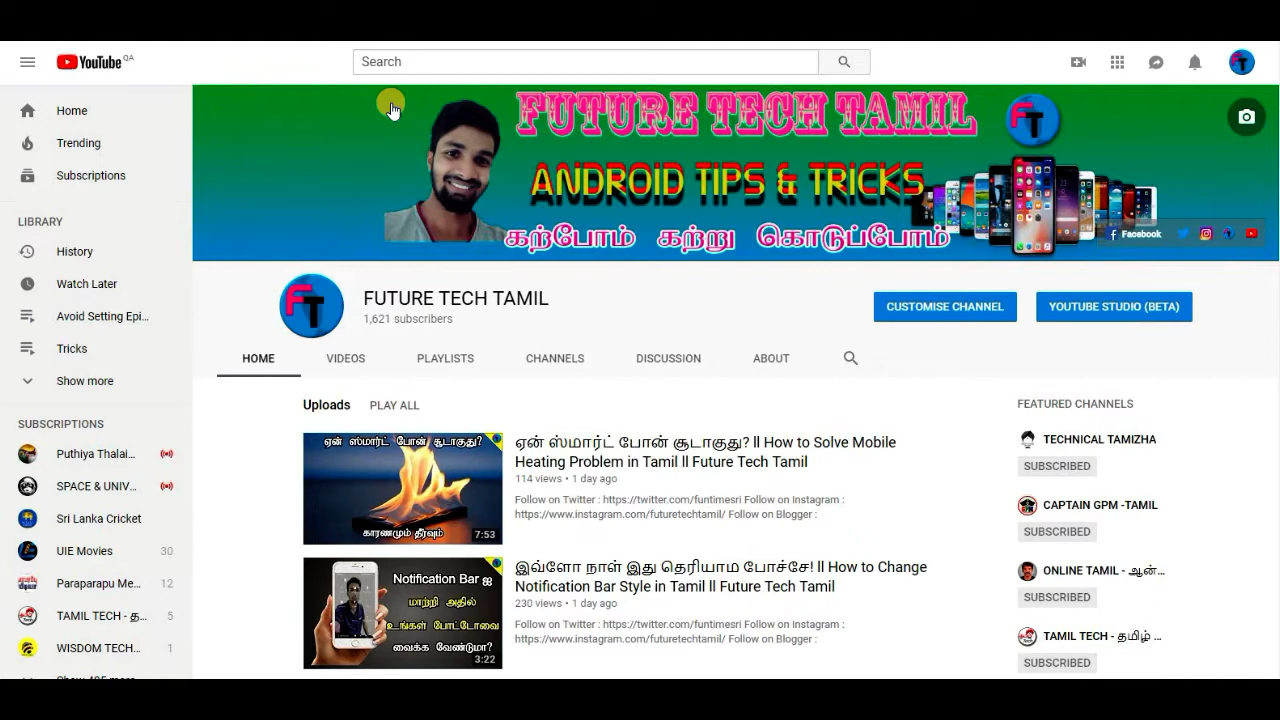 YouTube QA
Search
Home
Trending
Subscriptions
LIBRARY
History
Watch Later
Avoid Setting Epi...
Tricks
Show more
SUBSCRIPTIONS
Puthiya Thalai...
SPACE & UNIV...
Sri Lanka Cricket
UIE Movies 30
Paraparapu Me... 12
TAMIL TECH - த... 5
WISDOM TECH... 1
FUTURE TECH TAMIL
FT
ANDROID TIPS & TRICKS
கற்போம் கற்று கொடுப்போம்
Facebook
FT
FUTURE TECH TAMIL
1,621 subscribers
CUSTOMISE CHANNEL
YOUTUBE STUDIO (BETA)
HOME
VIDEOS
PLAYLISTS
CHANNELS
DISCUSSION
ABOUT
Uploads PLAY ALL
ஏன் ஸ்மார்ட் போன் சூடாகுது?
காரணமும் தீர்வும்
7:53
ஏன் ஸ்மார்ட் போன் சூடாகுது? ll How to Solve Mobile
Heating Problem in Tamil ll Future Tech Tamil
114 views • 1 day ago
Follow on Twitter : https://twitter.com/funtimesri Follow on Instagram :
https://www.instagram.com/futuretechtamil/ Follow on Blogger :
Notification Bar ஐ
மாற்றி அதில்
உங்கள் போட்டோவை
வைக்க வேண்டுமா?
3:22
இவ்ளோ நாள் இது தெரியாம போச்சே! ll How to Change
Notification Bar Style in Tamil ll Future Tech Tamil
230 views • 1 day ago
Follow on Twitter : https://twitter.com/funtimesri Follow on Instagram :
https://www.instagram.com/futuretechtamil/ Follow on Blogger :
FEATURED CHANNELS
TECHNICAL TAMIZHA
SUBSCRIBED
CAPTAIN GPM -TAMIL
SUBSCRIBED
ONLINE TAMIL - ஆன்...
SUBSCRIBED
TAMIL TECH - தமிழ் ...
SUBSCRIBED